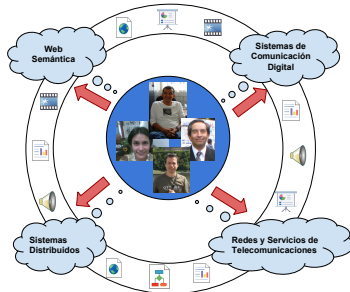 Web
Semántica
Sistemas de
Comunicación
Digital
Sistemas
Distribuidos
Redes y Servicios de
Telecomunicaciones